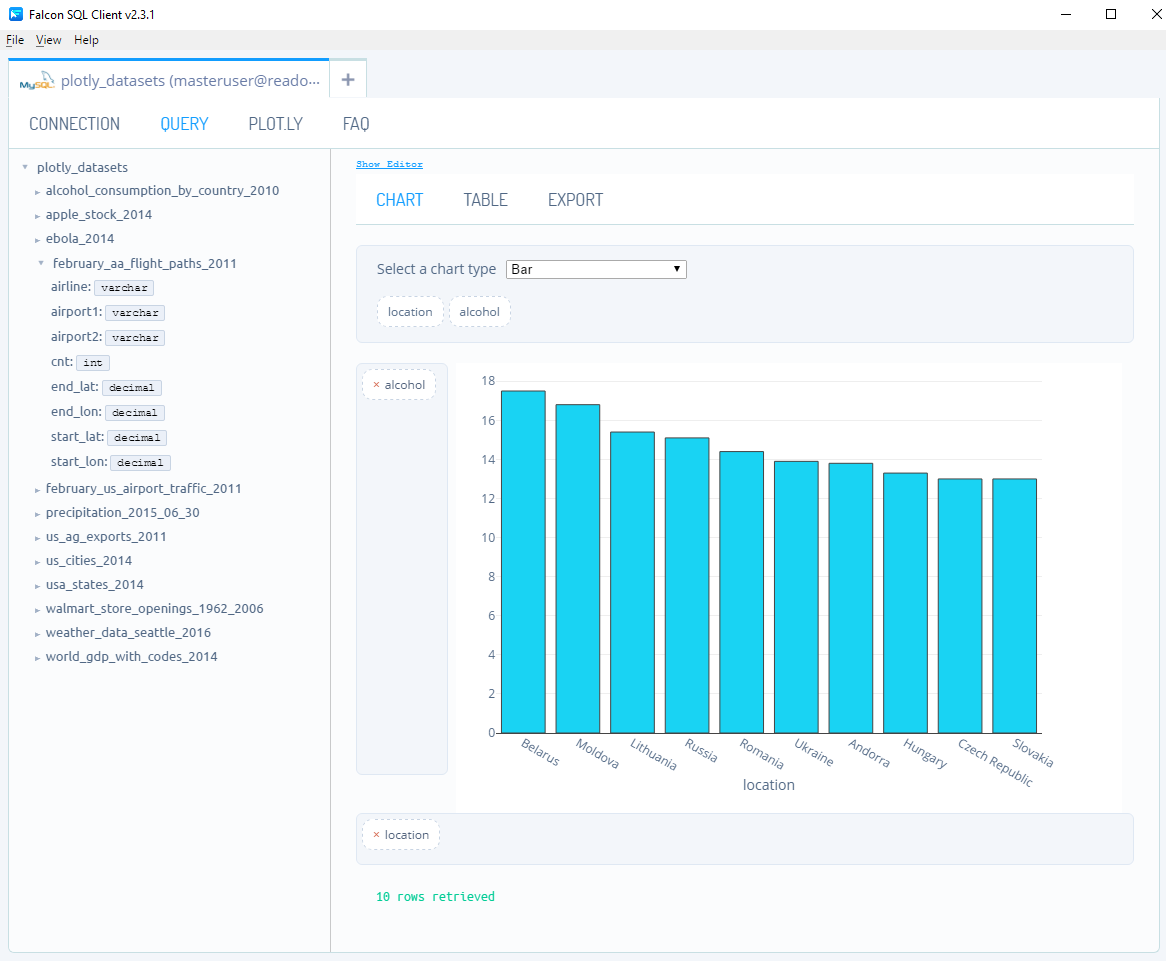 Falcon SQL Client v2.3.1
File View Help
MySQL plotly_datasets (masteruser@reado··· +
CONNECTION QUERY PLOT.LY FAQ
plotly_datasets
alcohol_consumption_by_country_2010
apple_stock_2014
ebola_2014
february_aa_flight_paths_2011
airline: varchar
airport1: varchar
airport2: varchar
cnt: int
end_lat: decimal
end_lon: decimal
start_lat: decimal
start_lon: decimal
february_us_airport_traffic_2011
precipitation_2015_06_30
us_ag_exports_2011
us_cities_2014
usa_states_2014
walmart_store_openings_1962_2006
weather_data_seattle_2016
world_gdp_with_codes_2014
Show Editor
CHART TABLE EXPORT
Select a chart type Bar
location alcohol
× alcohol
18
16
14
12
10
8
6
4
2
0
Belarus Moldova Lithuania Russia Romania Ukraine Andorra Hungary Czech Republic Slovakia
location
× location
10 rows retrieved